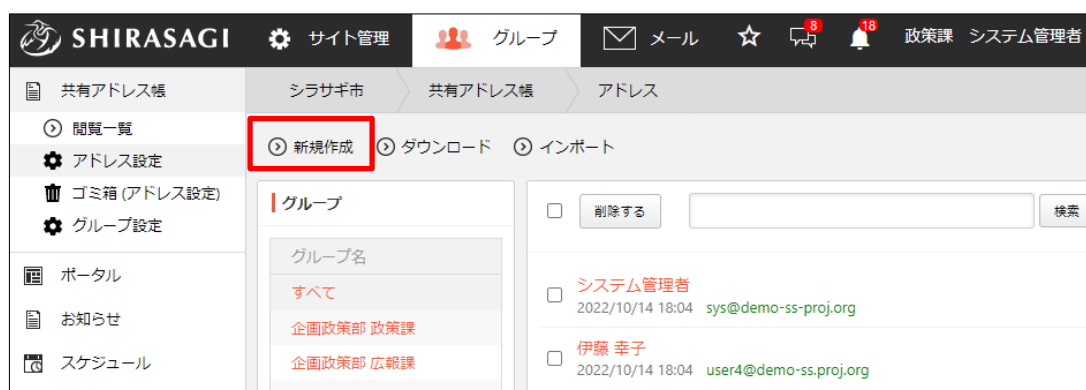 SHIRASAGI サイト管理 グループ メール 8 18 政策課 システム管理者
共有アドレス帳 シラサギ市 共有アドレス帳 アドレス
閲覧一覧
新規作成 ダウンロード インポート
アドレス設定
ゴミ箱 (アドレス設定)
グループ設定
ポータル
お知らせ
スケジュール
グループ
グループ名
すべて
企画政策部 政策課
企画政策部 広報課
削除する 検索
システム管理者
2022/10/14 18:04 sys@demo-ss-proj.org
伊藤 幸子
2022/10/14 18:04 user4@demo-ss.proj.org